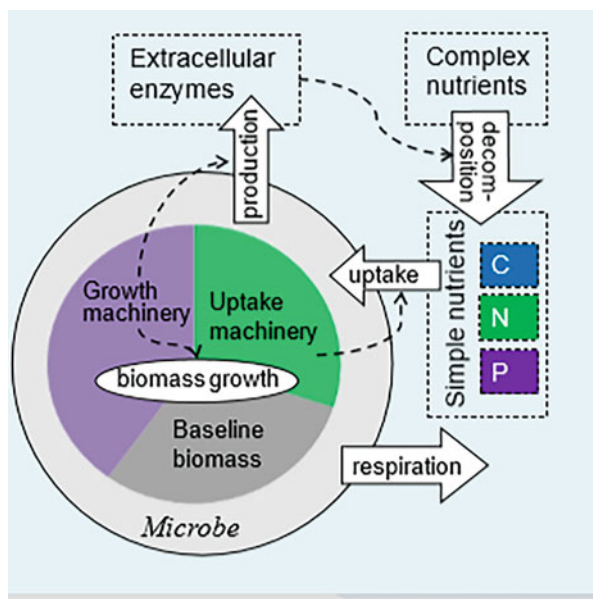 Extracellular
enzymes
Complex
nutrients
decom-
position
production
Simple nutrients
C
N
P
uptake
Growth
machinery
Uptake
machinery
biomass growth
Baseline
biomass
respiration
Microbe